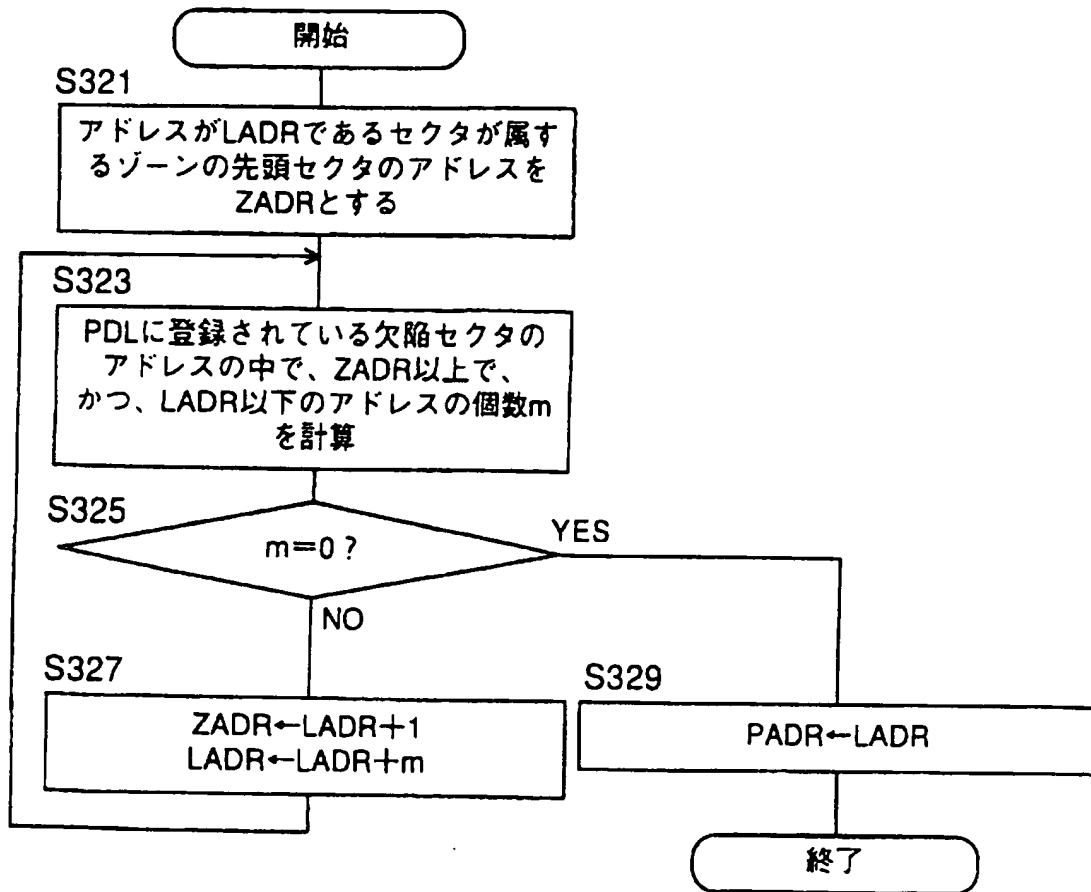 開始
S321
アドレスがLADRであるセクタが属す
るゾーンの先頭セクタのアドレスを
ZADRとする
S323
PDLに登録されている欠陥セクタの
アドレスの中で、ZADR以上で、
かつ、LADR以下のアドレスの個数m
を計算
S325
m=0?
YES
NO
S327
ZADR←LADR+1
LADR←LADR+m
S329
PADR←LADR
終了